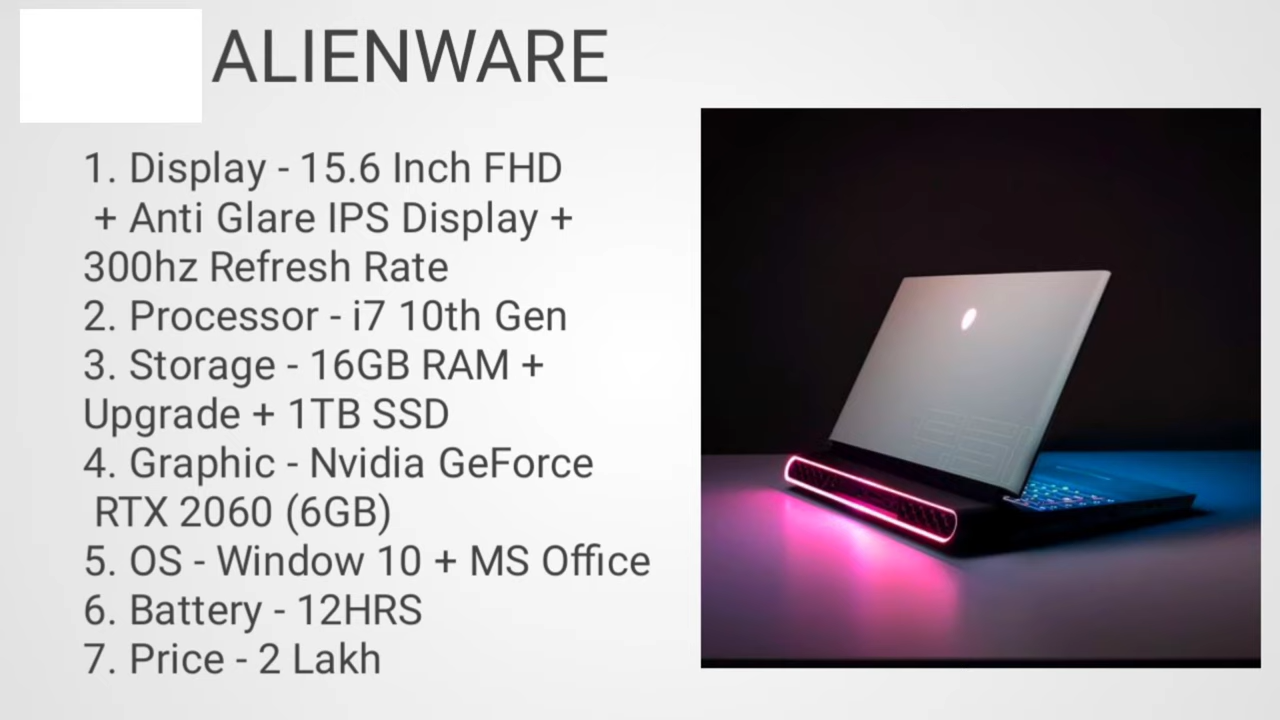 ALIENWARE
1. Display - 15.6 Inch FHD
+ Anti Glare IPS Display +
300hz Refresh Rate
2. Processor - i7 10th Gen
3. Storage - 16GB RAM +
Upgrade + 1TB SSD
4. Graphic - Nvidia GeForce
RTX 2060 (6GB)
5. OS - Window 10 + MS Office
6. Battery - 12HRS
7. Price - 2 Lakh